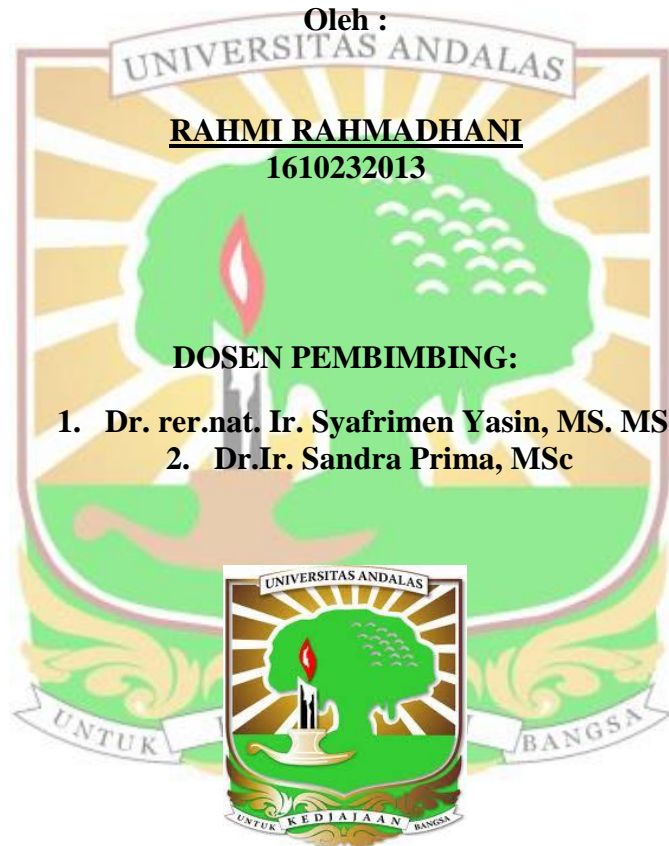 Oleh :
UNIVERSITAS ANDALAS
RAHMI RAHMADHANI
1610232013
DOSEN PEMBIMBING:
1. Dr. rer.nat. Ir. Syafrimen Yasin, MS. MS
2. Dr.Ir. Sandra Prima, MSc
UNIVERSITAS ANDALAS
UNTUK KEDJAJAAN BANGSA
UNTUK BANGSA